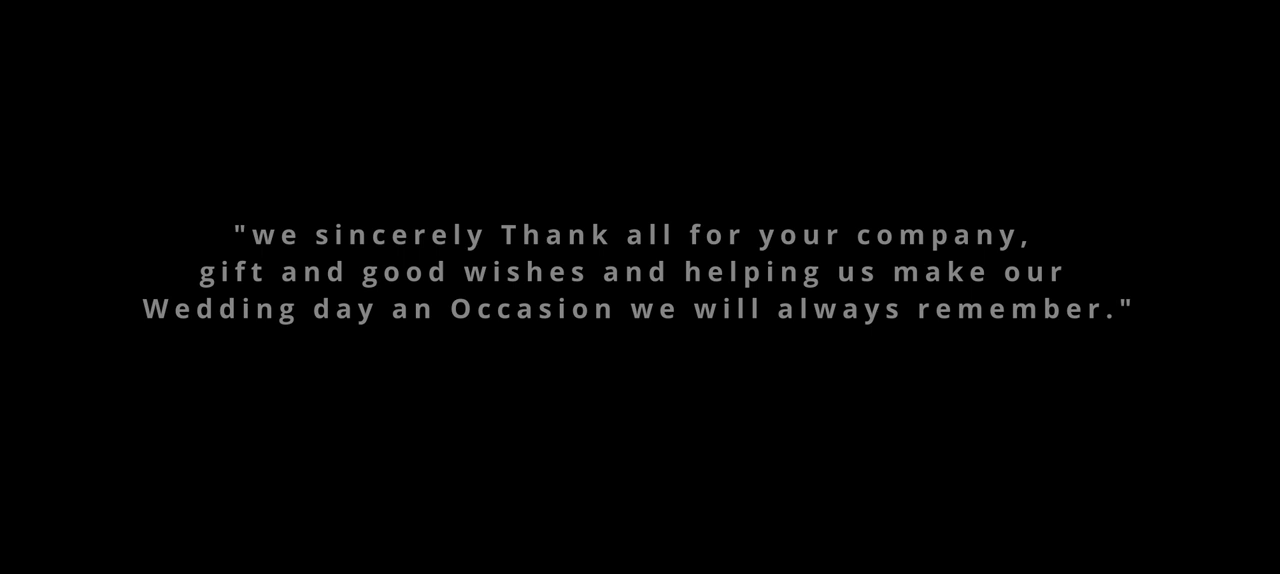 "we sincerely Thank all for your company,
gift and good wishes and helping us make our
Wedding day an Occasion we will always remember."